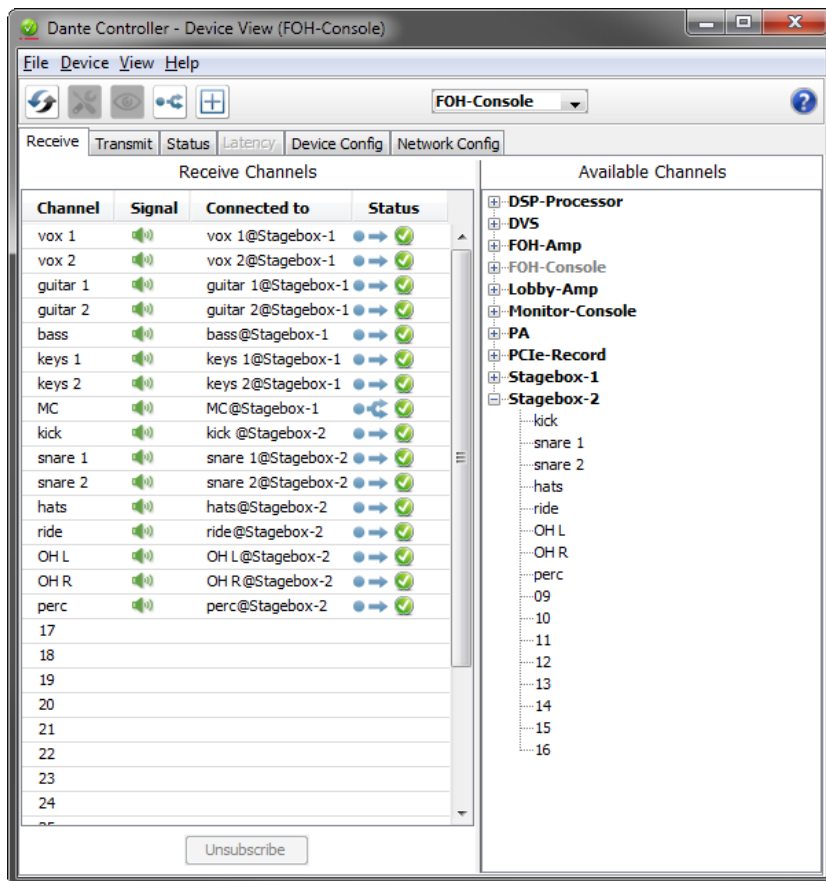 Dante Controller - Device View (FOH-Console)
File Device View Help
FOH-Console
Receive Transmit Status Latency Device Config Network Config
Receive Channels
Channel Signal Connected to Status
vox 1 vox 1@Stagebox-1
vox 2 vox 2@Stagebox-1
guitar 1 guitar 1@Stagebox-1
guitar 2 guitar 2@Stagebox-1
bass bass@Stagebox-1
keys 1 keys 1@Stagebox-1
keys 2 keys 2@Stagebox-1
MC MC@Stagebox-1
kick kick @Stagebox-2
snare 1 snare 1@Stagebox-2
snare 2 snare 2@Stagebox-2
hats hats@Stagebox-2
ride ride@Stagebox-2
OH L OH L@Stagebox-2
OH R OH R@Stagebox-2
perc perc@Stagebox-2
17
18
19
20
21
22
23
24
Unsubscribe
Available Channels
DSP-Processor
DVS
FOH-Amp
FOH-Console
Lobby-Amp
Monitor-Console
PA
PCIe-Record
Stagebox-1
Stagebox-2
kick
snare 1
snare 2
hats
ride
OH L
OH R
perc
09
10
11
12
13
14
15
16